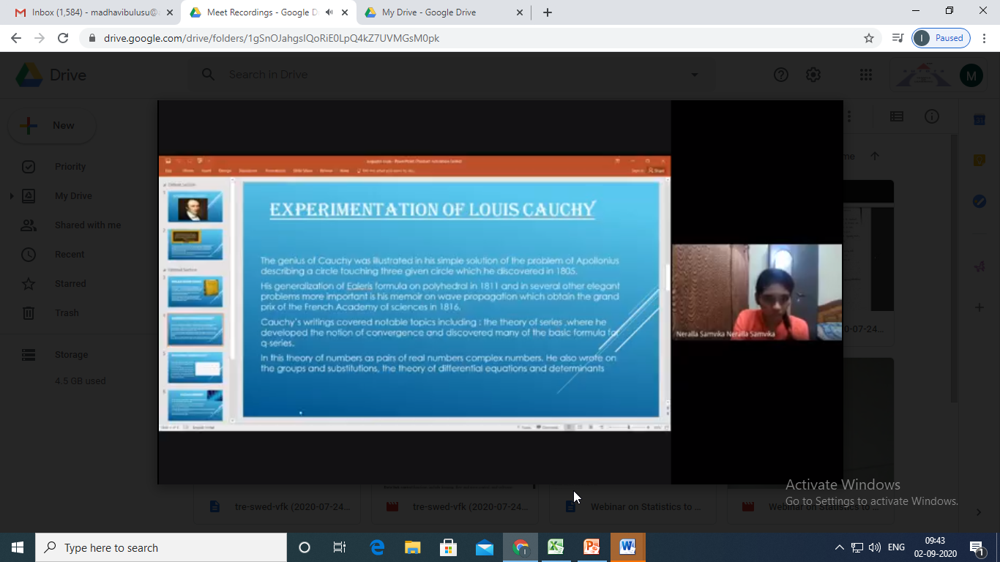 Inbox (1,584) - madhavibulusu@
Meet Recordings - Google D
My Drive - Google Drive
drive.google.com/drive/folders/1gSnOJahgsIQoRiE0LpQ4kZ7UVMGsM0pk
I
Paused
Drive
Search in Drive
M
New
Priority
My Drive
Shared with me
Recent
Starred
Trash
Storage
4.5 GB used
me
EXPERIMENTATION OF LOUIS CAUCHY
The genius of Cauchy was illustrated in his simple solution of the problem of Apollonius
describing a circle touching three given circle which he discovered in 1805.
His generalization of Ealeris formula on polyhedral in 1811 and in several other elegant
problems more important is his memoir on wave propagation which obtain the grand
prix of the French Academy of sciences in 1816.
Cauchy's writings covered notable topics including : the theory of series ,where he
developed the notion of convergence and discovered many of the basic formula for
q-series.
In this theory of numbers as pairs of real numbers complex numbers. He also wrote on
the groups and substitutions, the theory of differential equations and determinants
Neralla Samvika Neralla Samvika
0-07-24...
tre-swed-vfk (2020-07-24...
tre-swed-vfk (2020-07-24...
Webinar on Statistics to ...
Webinar on Statistics to ...
Activate Windows
Go to Settings to activate Windows.
Type here to search
ENG
09:43
02-09-2020
1